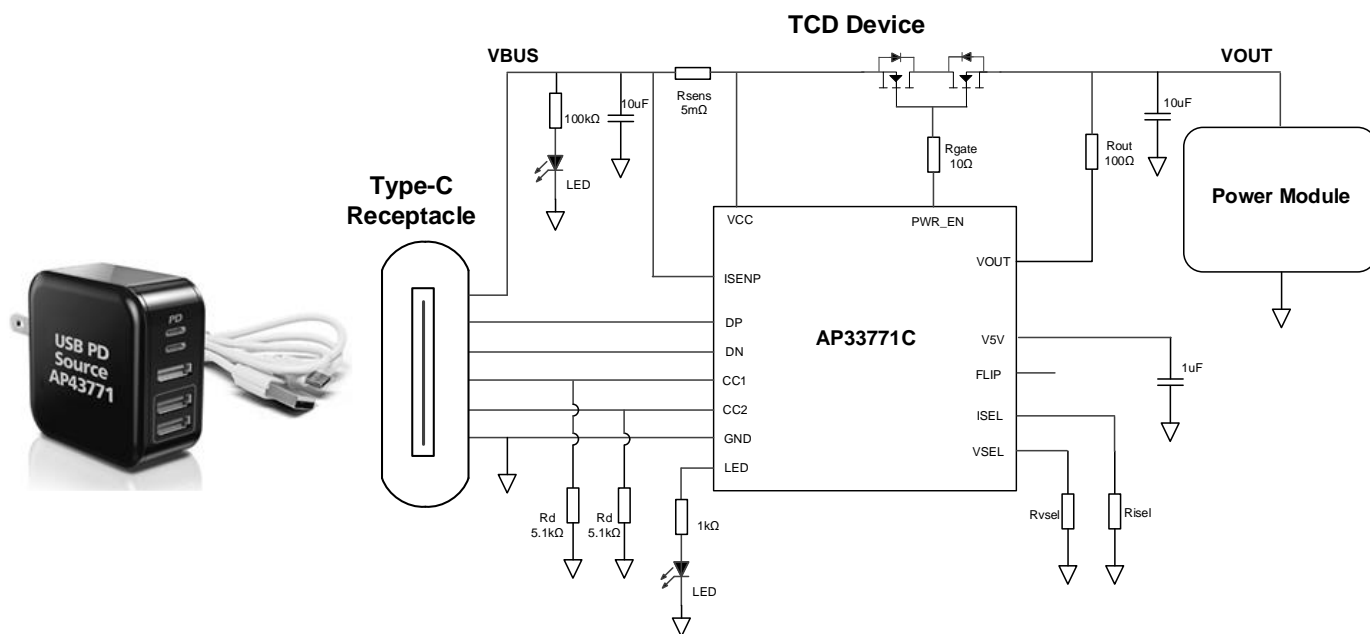 TCD Device
VBUS
VOUT
Rsens
5mΩ
10uF
100kΩ
LED
10uF
Rgate
10Ω
Rout
100Ω
Type-C
Receptacle
Power Module
VCC
PWR_EN
VOUT
ISENP
DP
DN
CC1
CC2
GND
LED
AP33771C
V5V
FLIP
ISEL
VSEL
1uF
PD
USB PD
Source
AP43771
Rd
5.1kΩ
Rd
5.1kΩ
1kΩ
LED
Rvsel
Risel